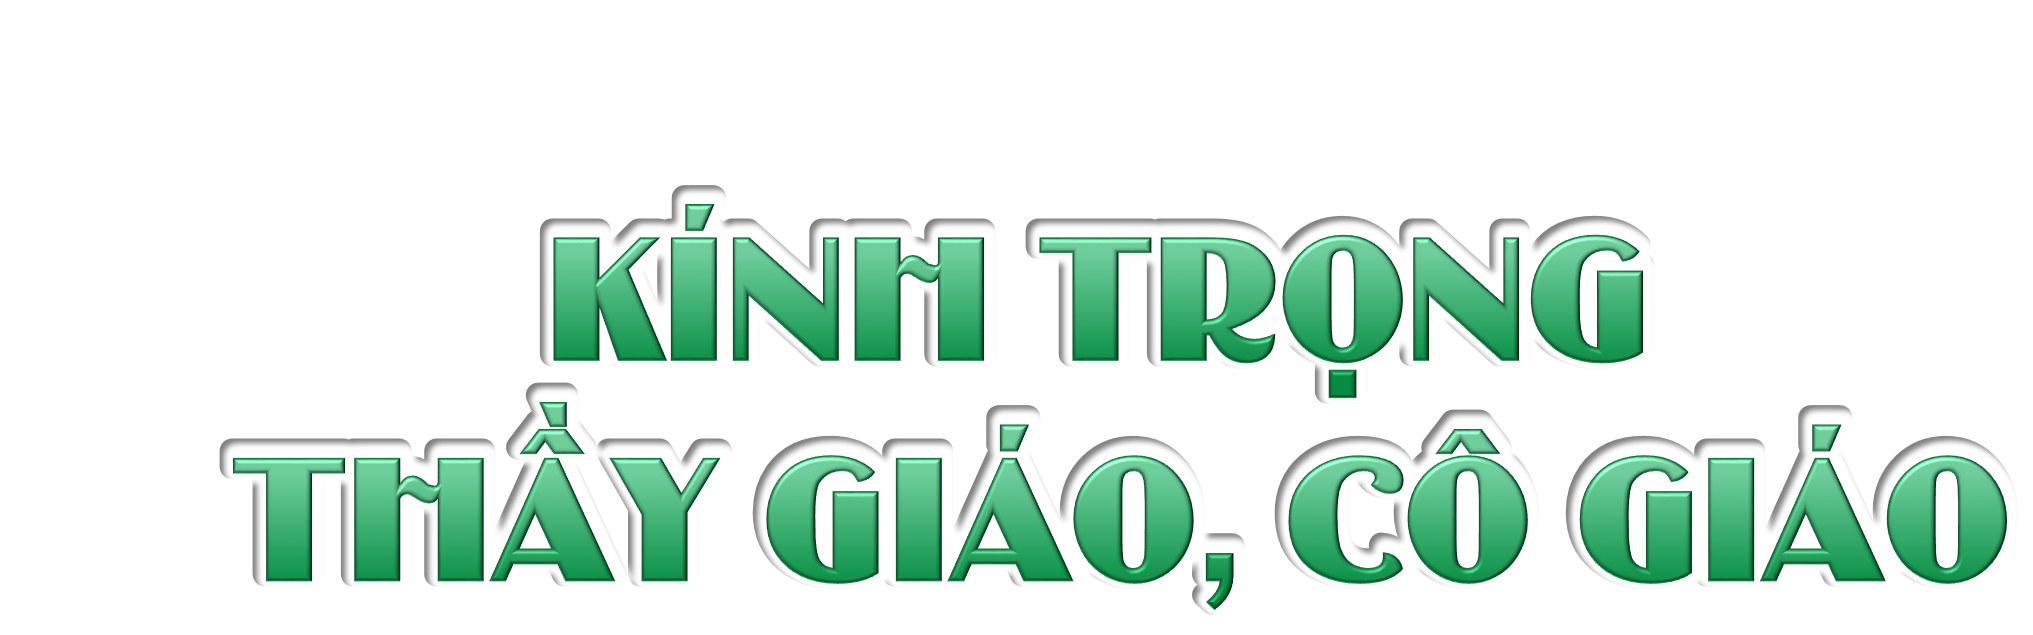 KÍNH TRỌNG
THẦY GIÁO, CÔ GIÁO